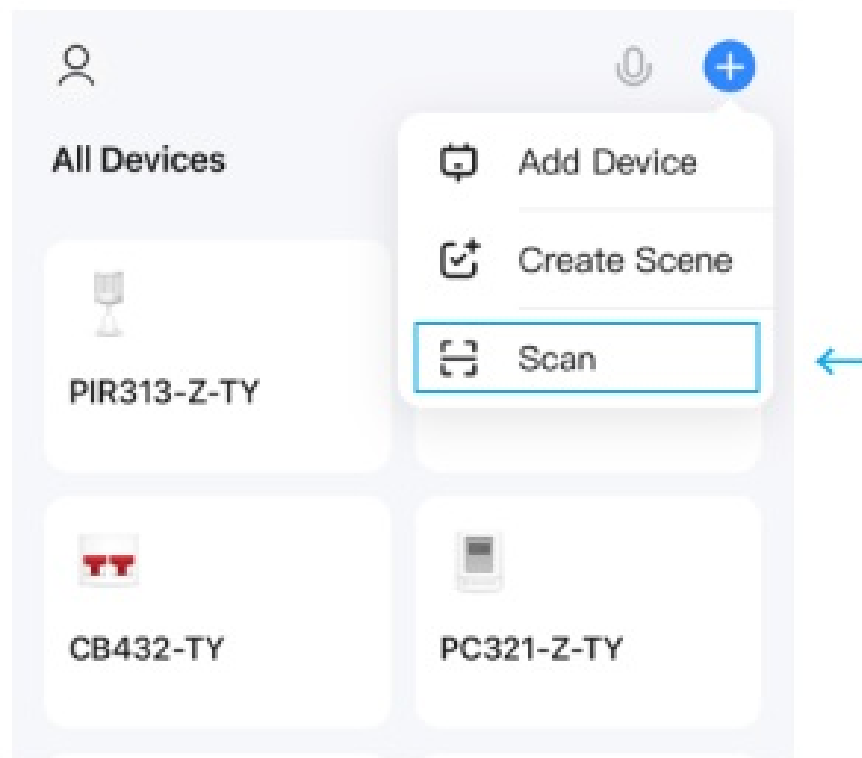 All Devices
Add Device
Create Scene
Scan
PIR313-Z-TY
CB432-TY
PC321-Z-TY